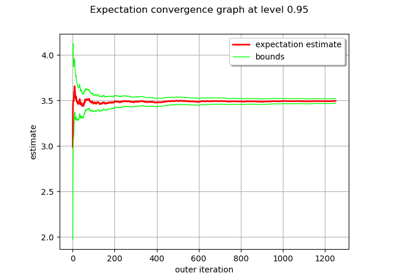 Expectation convergence graph at level 0.95
expectation estimate
bounds
4.0
3.5
3.0
2.5
2.0
estimate
0 200 400 600 800 1000 1200
outer iteration